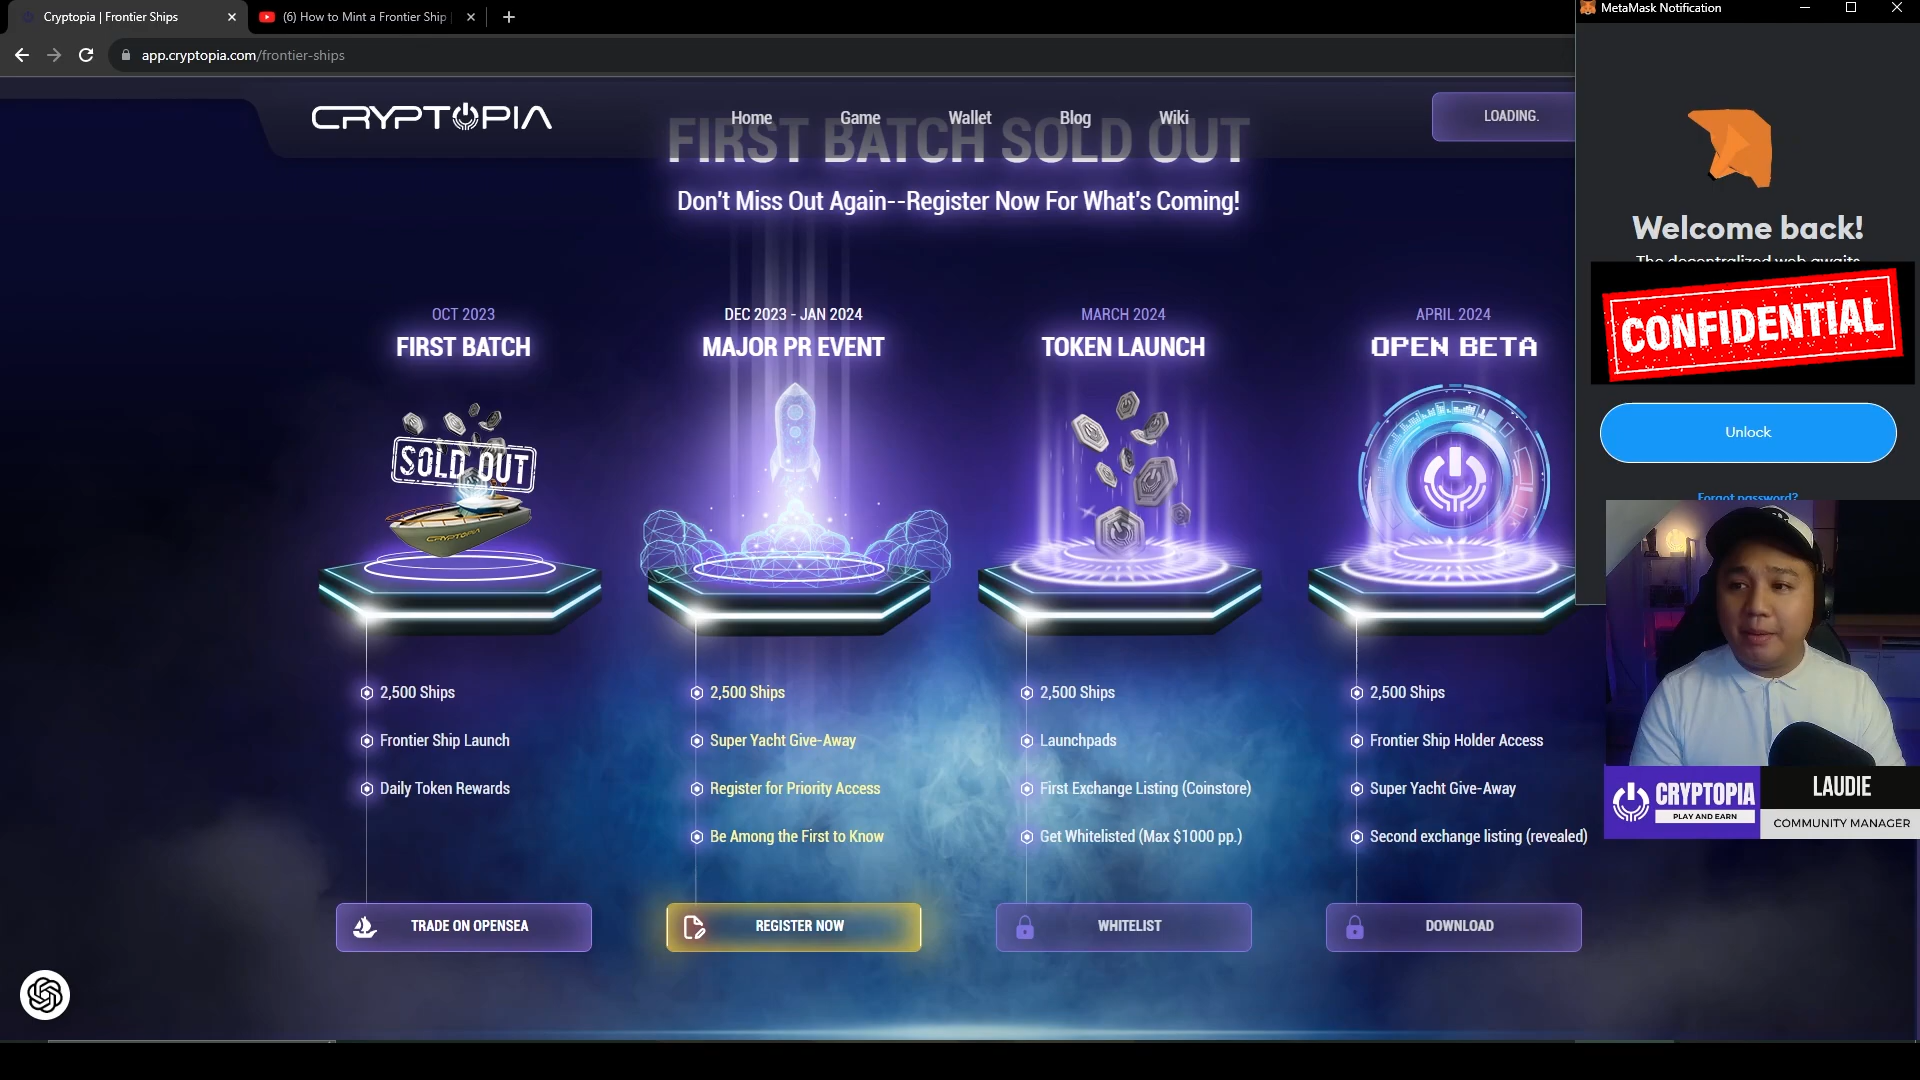 Cryptopia | Frontier Ships
(6) How to Mint a Frontier Ship
MetaMask Notification
app.cryptopia.com/frontier-ships
CRYPTOPIA
Home
Game
Wallet
Blog
Wiki
LOADING.
FIRST BATCH SOLD OUT
Don't Miss Out Again--Register Now For What's Coming!
Welcome back!
The decentralized web awaits
CONFIDENTIAL
Unlock
Forgot password?
OCT 2023
FIRST BATCH
SOLD OUT
CRYPTOPIA
2,500 Ships
Frontier Ship Launch
Daily Token Rewards
TRADE ON OPENSEA
DEC 2023 - JAN 2024
MAJOR PR EVENT
2,500 Ships
Super Yacht Give-Away
Register for Priority Access
Be Among the First to Know
REGISTER NOW
MARCH 2024
TOKEN LAUNCH
2,500 Ships
Launchpads
First Exchange Listing (Coinstore)
Get Whitelisted (Max $1000 pp.)
WHITELIST
APRIL 2024
OPEN BETA
2,500 Ships
Frontier Ship Holder Access
Super Yacht Give-Away
Second exchange listing (revealed)
DOWNLOAD
CRYPTOPIA
PLAY AND EARN
LAUDIE
COMMUNITY MANAGER